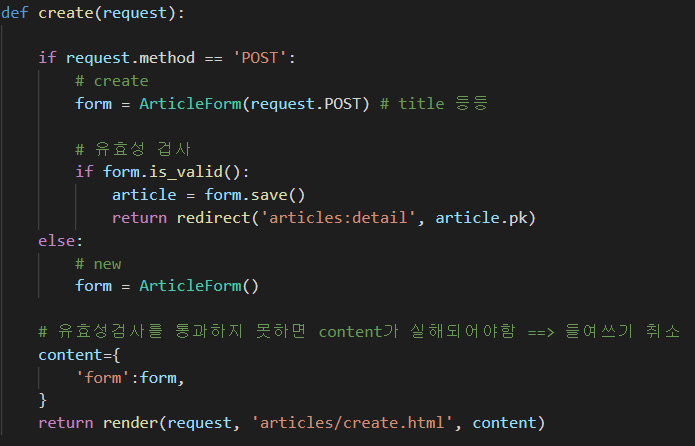 def create(request):
if request.method == 'POST':
# create
form = ArticleForm(request.POST) # title 등등
# 유효성 겁사
if form.is_valid():
article = form.save()
return redirect('articles:detail', article.pk)
else:
# new
form = ArticleForm()
# 유효성검사를 통과하지 못하면 content가 실해되어야함 ==> 들여쓰기 취소
content={
'form':form,
}
return render(request, 'articles/create.html', content)